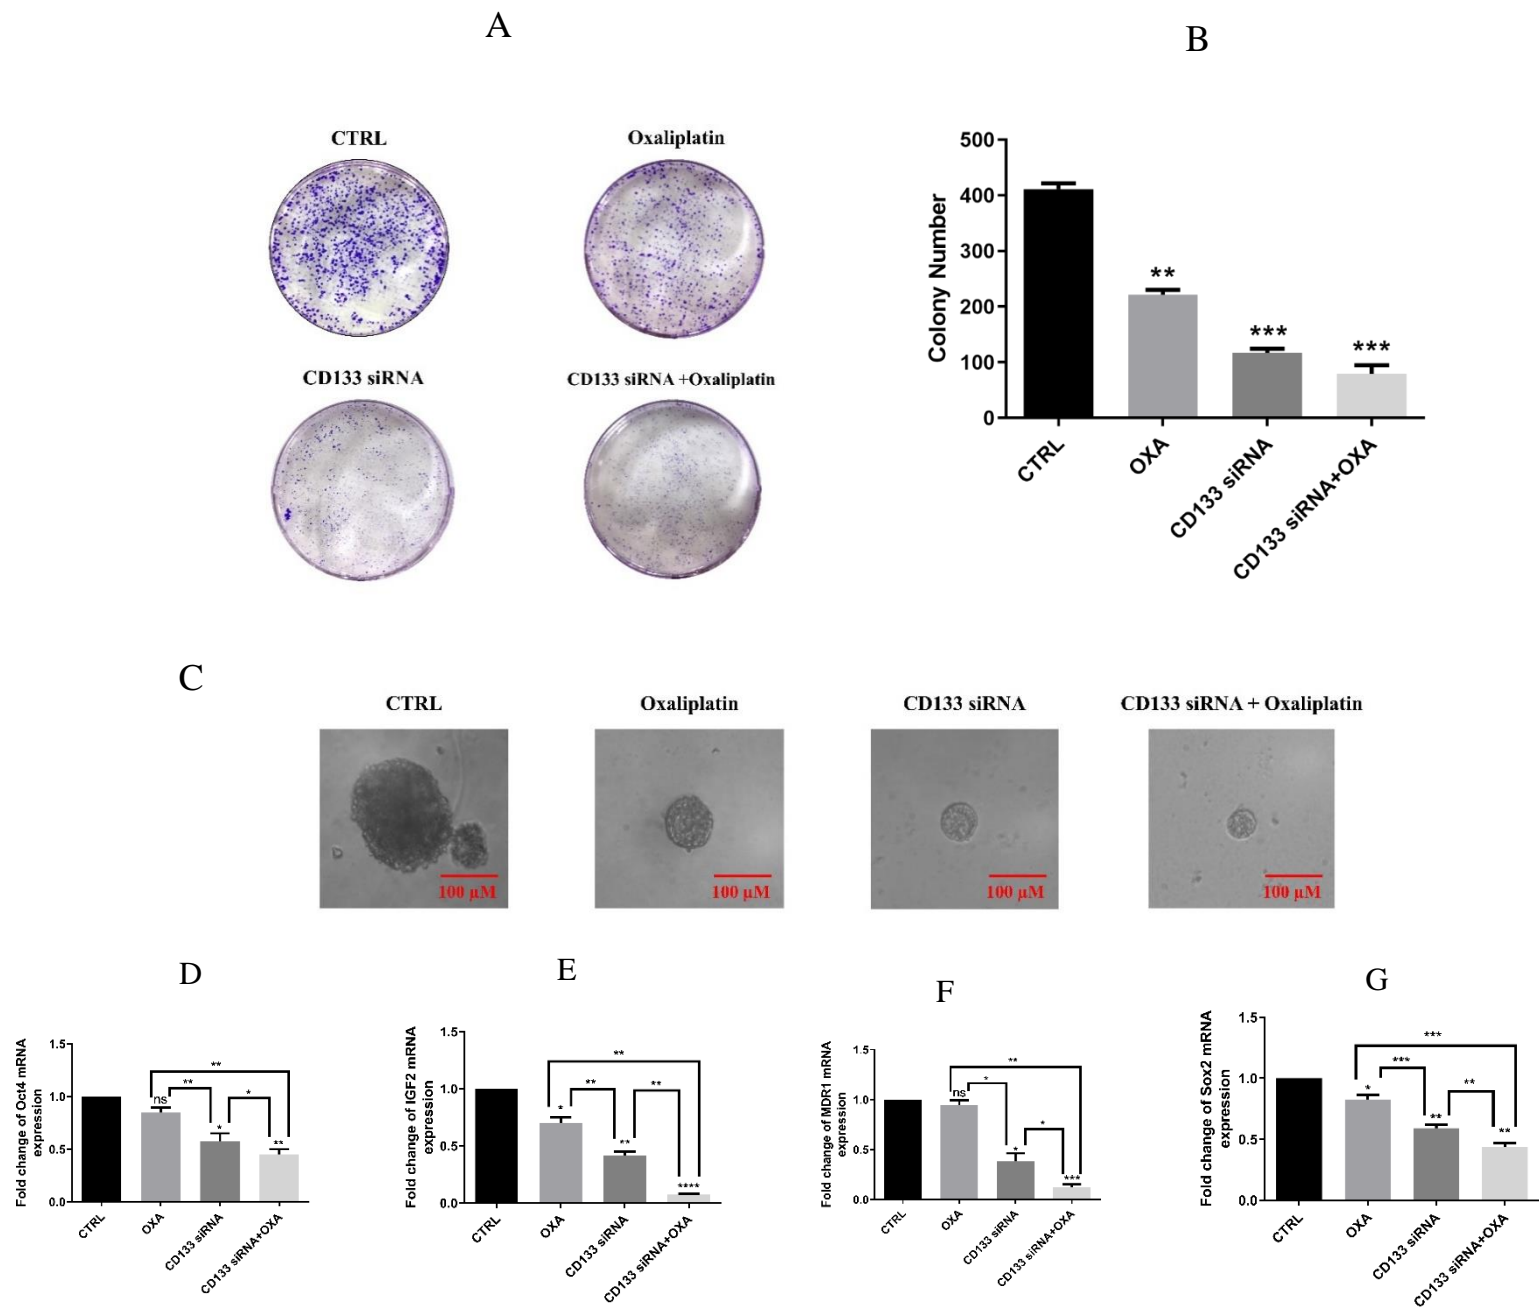 A
B
CTRL
Oxaliplatin
CD133 siRNA
CD133 siRNA +Oxaliplatin
Colony Number
500
400
300
200
100
0
**
***
***
CTRL
OXA
CD133 siRNA
CD133 siRNA+OXA
C
CTRL
Oxaliplatin
CD133 siRNA
CD133 siRNA + Oxaliplatin
100 µM
100 µM
100 µM
100 µM
D
Fold change of Oct4 mRNA
expression
1.5
1.0
0.5
0.0
**
**
*
ns
*
**
CTRL
OXA
CD133 siRNA
CD133 siRNA+OXA
E
Fold change of IGF2 mRNA
expression
1.5
1.0
0.5
0.0
**
**
**
*
**
****
CTRL
OXA
CD133 siRNA
CD133 siRNA+OXA
F
Fold change of MDR1 mRNA
expression
1.5
1.0
0.5
0.0
**
*
*
ns
*
***
CTRL
OXA
CD133 siRNA
CD133 siRNA+OXA
G
Fold change of Sox2 mRNA
expression
1.5
1.0
0.5
0.0
***
***
**
*
**
**
CTRL
OXA
CD133 siRNA
CD133 siRNA+OXA